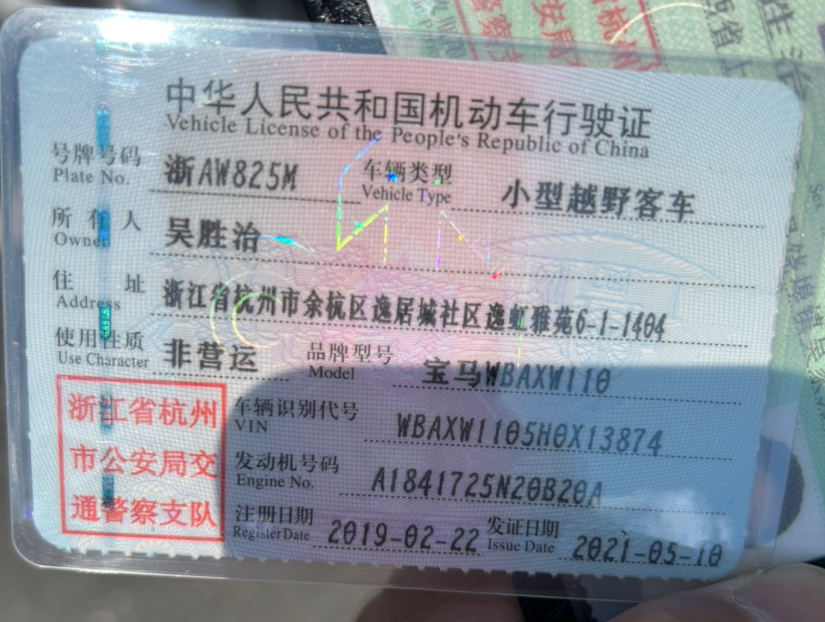 中华人民共和国机动车行驶证
Vehicle License of the People's Republic of China
号牌号码 浙AW825M 车辆类型 小型越野客车
Plate No. Vehicle Type
所有人 吴胜治
Owner
住址 浙江省杭州市余杭区逸居城社区逸虹雅苑6-1-1404
Address
使用性质 非营运 品牌型号 宝马WBAXW110
Use Character Model
浙江省杭州 车辆识别代号 WBAXW1105H0X13874
VIN
市公安局交 发动机号码 A1841725N20B20A
Engine No.
通警察支队 注册日期 2019-02-22 发证日期 2021-05-10
Register Date Issue Date